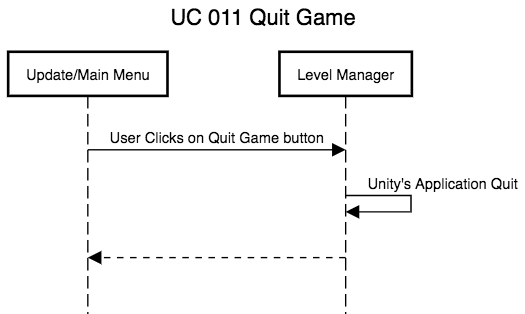 UC 011 Quit Game
Update/Main Menu
Level Manager
User Clicks on Quit Game button
Unity's Application Quit